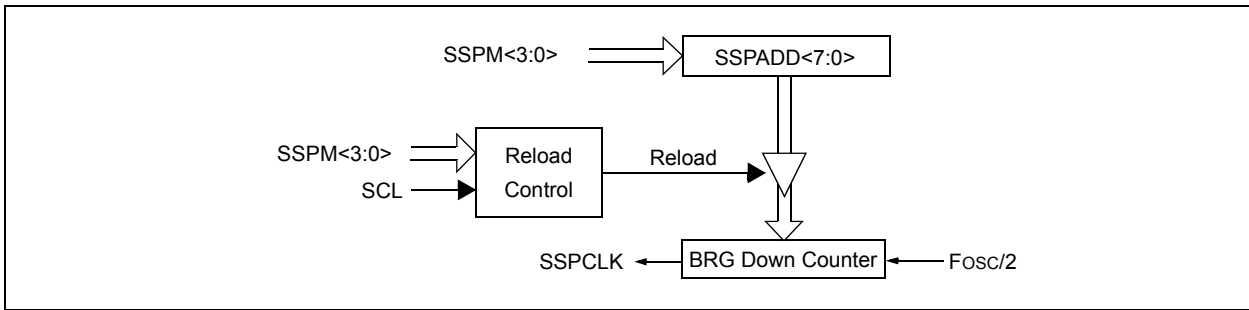 SSPM<3:0>
SSPADD<7:0>
SSPM<3:0>
SCL
Reload
Control
Reload
SSPCLK
BRG Down Counter
FOSC/2